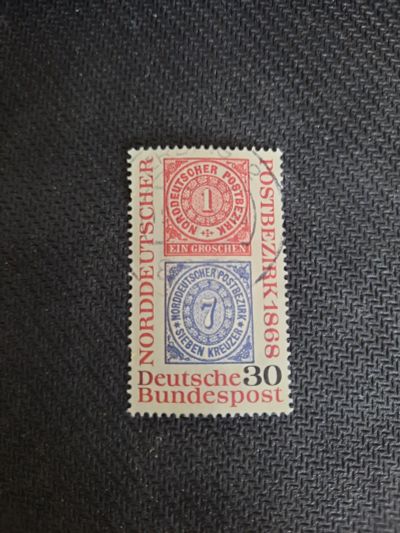 NORDDEUTSCHER
POSTBEZIRK 1868
NORDDEUTSCHER POSTBEZIRK
1
EIN GROSCHEN
NORDDEUTSCHER POSTBEZIRK
7
SIEBEN KREUZER
Deutsche 30
Bundespost